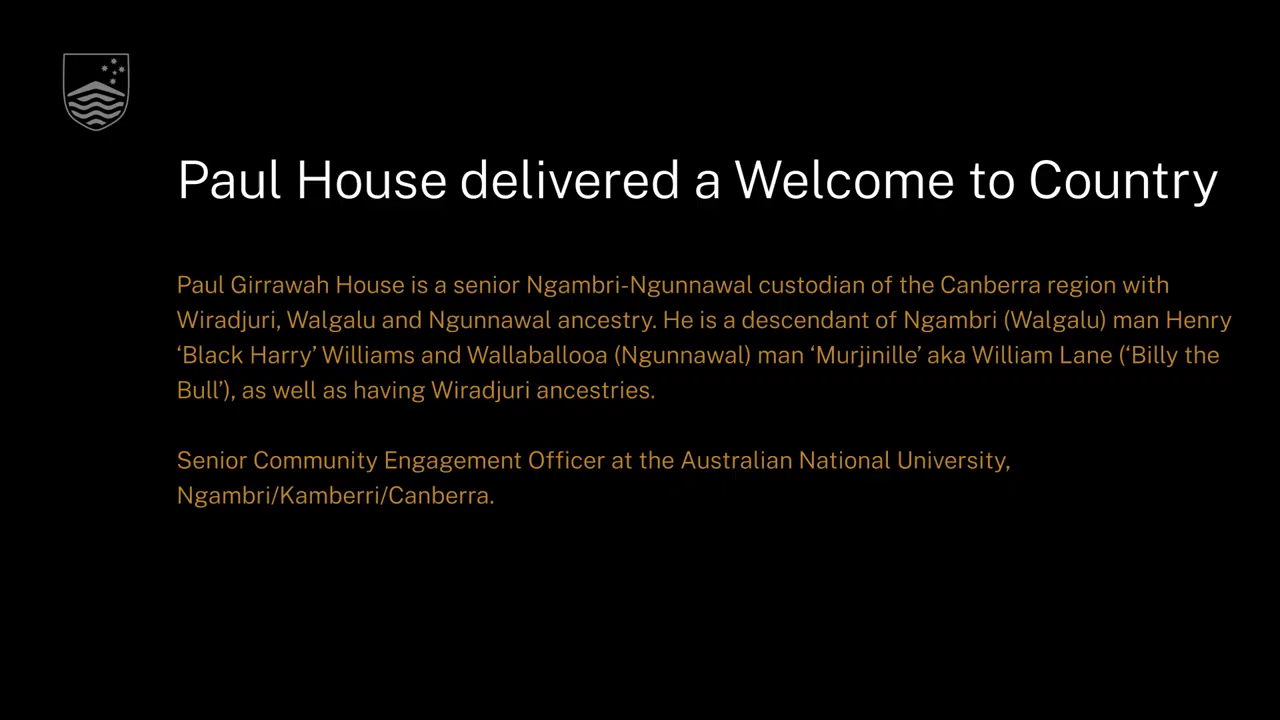 Paul House delivered a Welcome to Country
Paul Girrawah House is a senior Ngambri-Ngunnawal custodian of the Canberra region with
Wiradjuri, Walgalu and Ngunnawal ancestry. He is a descendant of Ngambri (Walgalu) man Henry
‘Black Harry’ Williams and Wallaballooa (Ngunnawal) man ‘Murjinille’ aka William Lane (‘Billy the
Bull’), as well as having Wiradjuri ancestries.
Senior Community Engagement Officer at the Australian National University,
Ngambri/Kamberri/Canberra.